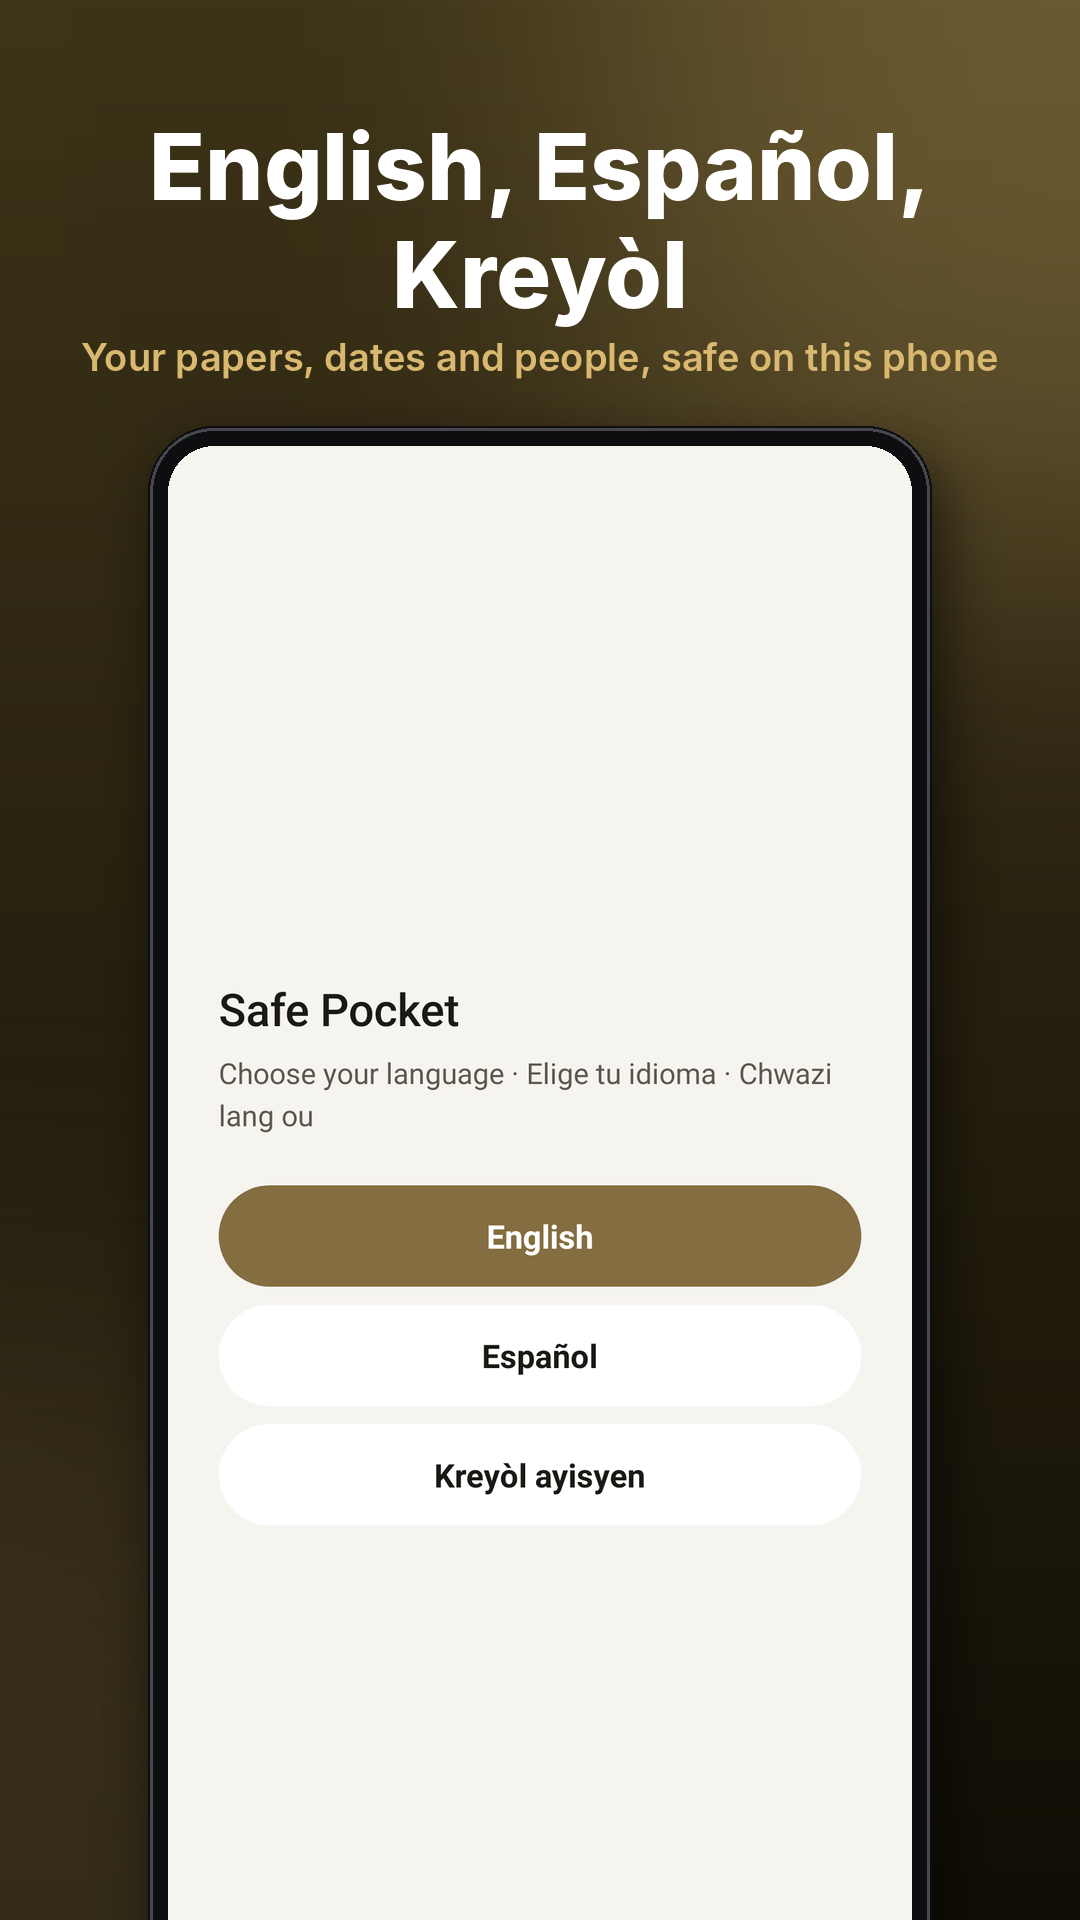 English, Español,
Kreyòl
Your papers, dates and people, safe on this phone
Safe Pocket
Choose your language · Elige tu idioma · Chwazi
lang ou
English
Español
Kreyòl ayisyen